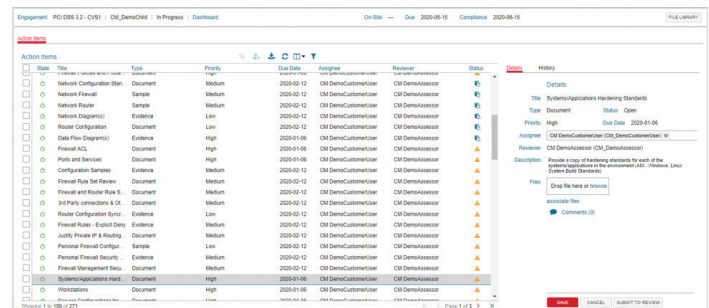 Engagement PCI DSS 3.2 - CVS1 | CM_DemoChild | In Progress | Dashboard On-Site — Due 2020-05-15 Compliance 2020-06-15 FILE LIBRARY
Action Items
Action Items
State Title Type Priority Due Date Assignee Reviewer Status
Network Configuration Stan... Document Medium 2020-02-12 CM DemoCustomerUser CM DemoAssessor
Network Firewall Sample Medium 2020-02-12 CM DemoCustomerUser CM DemoAssessor
Network Router Sample Medium 2020-02-12 CM DemoCustomerUser CM DemoAssessor
Network Diagram(s) Evidence Low 2020-02-12 CM DemoCustomerUser CM DemoAssessor
Router Configuration Document Low 2020-02-12 CM DemoCustomerUser CM DemoAssessor
Data Flow Diagram(s) Evidence High 2020-01-06 CM DemoCustomerUser CM DemoAssessor
Firewall ACL Document High 2020-01-06 CM DemoCustomerUser CM DemoAssessor
Ports and Services Document High 2020-01-06 CM DemoCustomerUser CM DemoAssessor
Configuration Samples Evidence Medium 2020-02-12 CM DemoCustomerUser CM DemoAssessor
Firewall Rule Set Review Document Medium 2020-02-12 CM DemoCustomerUser CM DemoAssessor
Firewall and Router Rule S... Document Medium 2020-02-12 CM DemoCustomerUser CM DemoAssessor
3rd Party connections & Ot... Document Medium 2020-02-12 CM DemoCustomerUser CM DemoAssessor
Router Configuration Syncr... Evidence Low 2020-02-12 CM DemoCustomerUser CM DemoAssessor
Firewall Rules - Explicit Deny Evidence Medium 2020-02-12 CM DemoCustomerUser CM DemoAssessor
Justify Private IP & Routing... Document Medium 2020-02-12 CM DemoCustomerUser CM DemoAssessor
Personal Firewall Configur... Sample Low 2020-02-12 CM DemoCustomerUser CM DemoAssessor
Personal Firewall Security ... Evidence Medium 2020-02-12 CM DemoCustomerUser CM DemoAssessor
Firewall Management Secu... Document Medium 2020-02-12 CM DemoCustomerUser CM DemoAssessor
Systems/Applications Hard... Document High 2020-01-06 CM DemoCustomerUser CM DemoAssessor
Workstations Document High 2020-01-06 CM DemoCustomerUser CM DemoAssessor
Showing 1 to 100 of 271 Page 1 of 3
Details History
Details
Title Systems/Applications Hardening Standards
Type Document Status Open
Priority High Due Date 2020-01-06
Assignee CM DemoCustomerUser (CM_DemoCustomerUser)
Reviewer CM DemoAssessor (CM_DemoAssessor)
Description Provide a copy of hardening standards for each of the
systems/applications in the environment (AIX, Windows, Linux
System Build Standards)
Files Drop file here or browse
associate files
Comments (0)
SAVE CANCEL SUBMIT TO REVIEW